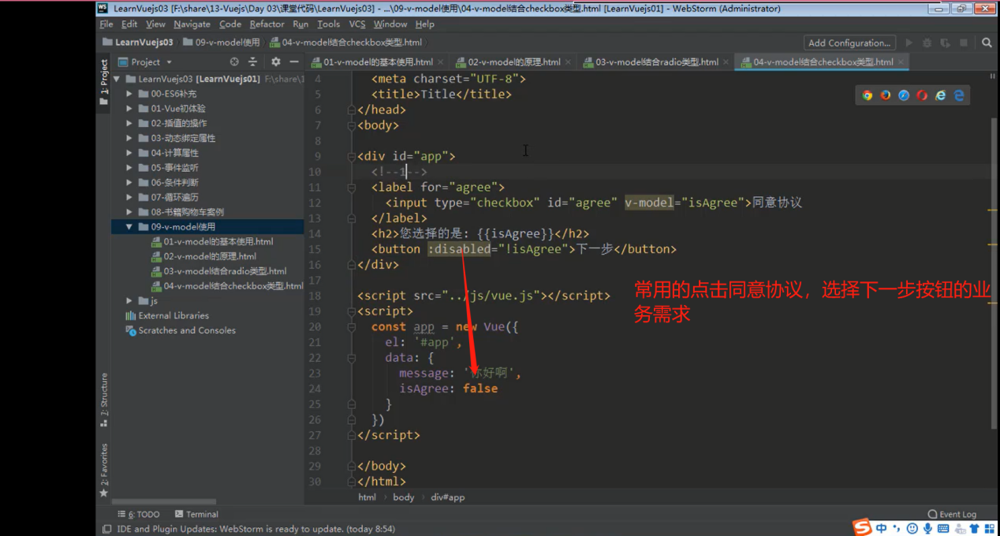 WS LearnVuejs03 [F:\share\13-Vuejs\Day 03\课堂代码\LearnVuejs03] - ...\09-v-model使用\04-v-model结合checkbox类型.html [LearnVuejs01] - WebStorm (Administrator)
File Edit View Navigate Code Refactor Run Tools VCS Window Help
LearnVuejs03 09-v-model使用 04-v-model结合checkbox类型.html Add Configuration...
1: Project
Project
01-v-model的基本使用.html 02-v-model的原理.html 03-v-model结合radio类型.html 04-v-model结合checkbox类型.html
LearnVuejs03 [LearnVuejs01] F:\share\1
00-ES6补充
01-Vue初体验
02-插值的操作
03-动态绑定属性
04-计算属性
05-事件监听
06-条件判断
07-循环遍历
08-书籍购物车案例
09-v-model使用
01-v-model的基本使用.html
02-v-model的原理.html
03-v-model结合radio类型.html
04-v-model结合checkbox类型.html
js
External Libraries
Scratches and Consoles
4 <meta charset="UTF-8">
5 <title>Title</title>
6 </head>
7 <body>
8
9 <div id="app">
10 <!--1-->
11 <label for="agree">
12 <input type="checkbox" id="agree" v-model="isAgree">同意协议
13 </label>
14 <h2>您选择的是: {{isAgree}}</h2>
15 <button :disabled="!isAgree">下一步</button>
16 </div>
17
18 <script src="../js/vue.js"></script>
19 <script>
20 const app = new Vue({
21 el: '#app',
22 data: {
23 message: '你好啊',
24 isAgree: false
25 }
26 })
27 </script>
28
29 </body>
30 </html>
常用的点击同意协议，选择下一步按钮的业
务需求
7: Structure
2: Favorites
html body div#app
6: TODO Terminal Event Log
IDE and Plugin Updates: WebStorm is ready to update. (today 8:54)
S 中